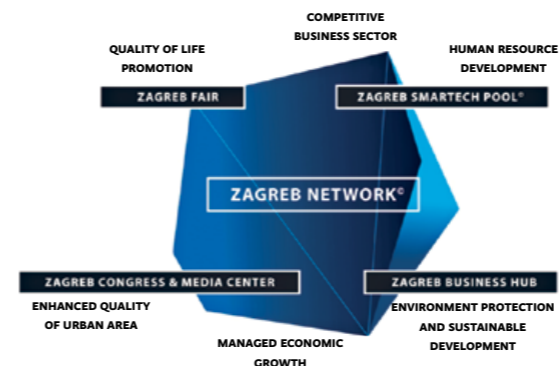 COMPETITIVE
BUSINESS SECTOR
QUALITY OF LIFE
PROMOTION
HUMAN RESOURCE
DEVELOPMENT
ZAGREB FAIR
ZAGREB SMARTECH POOL®
ZAGREB NETWORK©
ZAGREB CONGRESS & MEDIA CENTER
ZAGREB BUSINESS HUB
ENHANCED QUALITY
OF URBAN AREA
ENVIRONMENT PROTECTION
AND SUSTAINABLE
DEVELOPMENT
MANAGED ECONOMIC
GROWTH